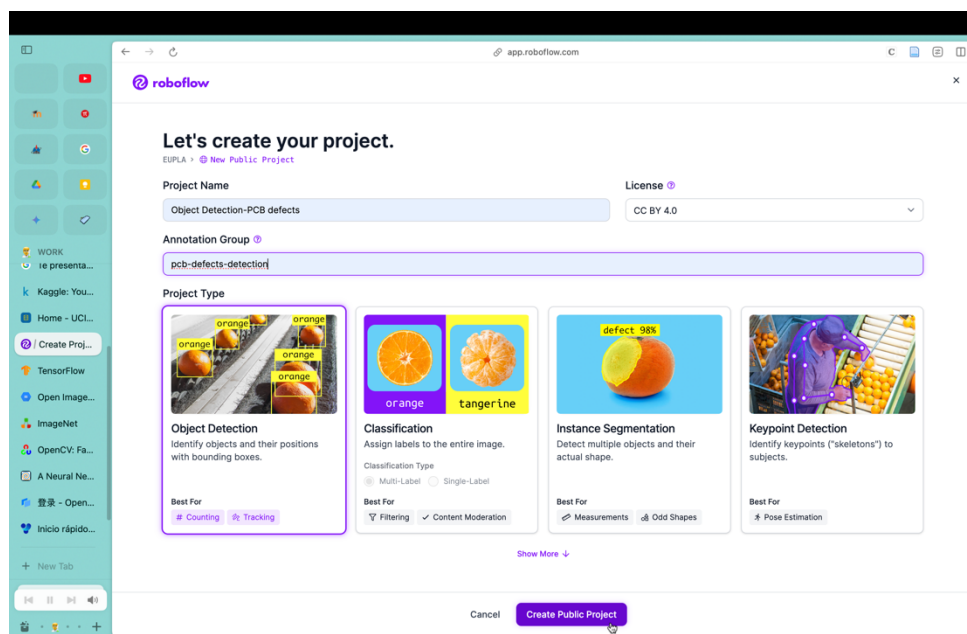 app.roboflow.com
roboflow
Let's create your project.
EUPLA > New Public Project
Project Name
License
Object Detection-PCB defects
CC BY 4.0
Annotation Group
pcb-defects-detection
Project Type
orange
orange
orange
orange
orange
orange
tangerine
defect 98%
Object Detection
Identify objects and their positions
with bounding boxes.
Best For
# Counting
Tracking
Classification
Assign labels to the entire image.
Classification Type
Multi-Label
Single-Label
Best For
Filtering
Content Moderation
Instance Segmentation
Detect multiple objects and their
actual shape.
Best For
Measurements
Odd Shapes
Keypoint Detection
Identify keypoints ("skeletons") to
subjects.
Best For
Pose Estimation
Show More ↓
Cancel
Create Public Project
WORK
Te presenta...
Kaggle: You...
Home - UCI...
/ Create Proj...
TensorFlow
Open Image...
ImageNet
OpenCV: Fa...
A Neural Ne...
登录 - Open...
Inicio rápido...
+ New Tab